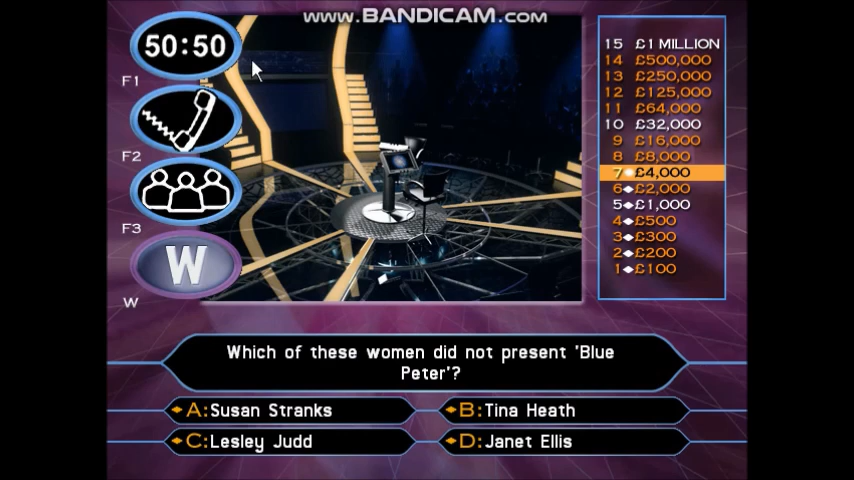 www.BANDICAM.com
50:50
F1
F2
F3
W
W
15 £1 MILLION
14 £500,000
13 £250,000
12 £125,000
11 £64,000
10 £32,000
9 £16,000
8 £8,000
7 £4,000
6 £2,000
5 £1,000
4 £500
3 £300
2 £200
1 £100
Which of these women did not present 'Blue
Peter'?
A: Susan Stranks
B: Tina Heath
C: Lesley Judd
D: Janet Ellis